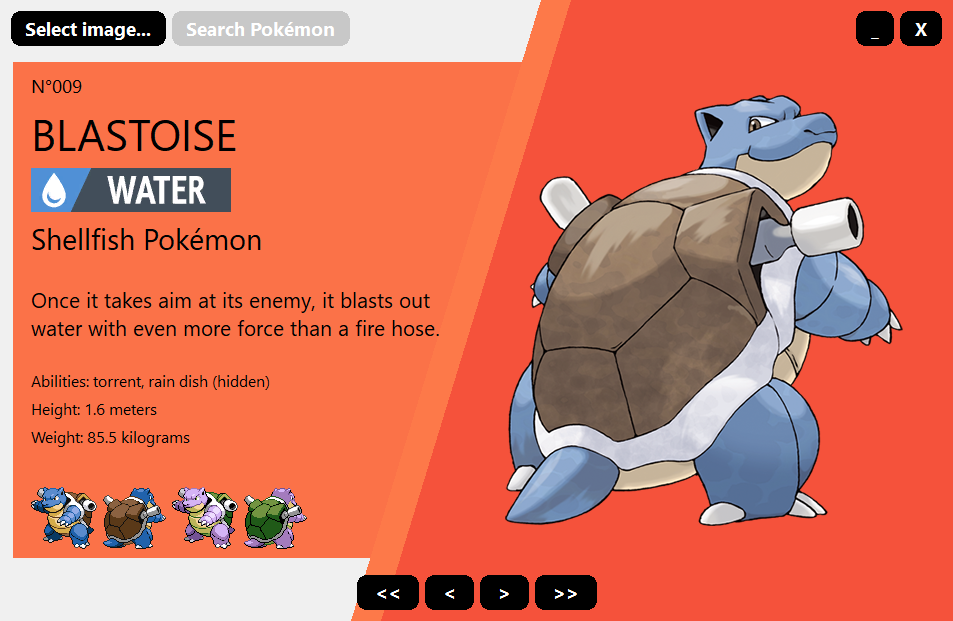 Select image...
Search Pokémon
_
X
N°009
BLASTOISE
WATER
Shellfish Pokémon
Once it takes aim at its enemy, it blasts out
water with even more force than a fire hose.
Abilities: torrent, rain dish (hidden)
Height: 1.6 meters
Weight: 85.5 kilograms
<<
<
>
>>